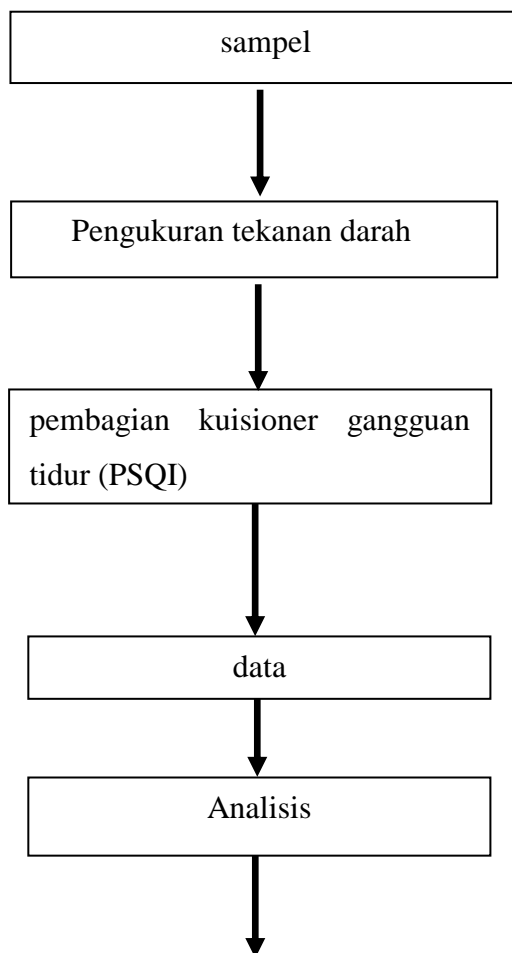 sampel
Pengukuran tekanan darah
pembagian kuisioner gangguan
tidur (PSQI)
data
Analisis